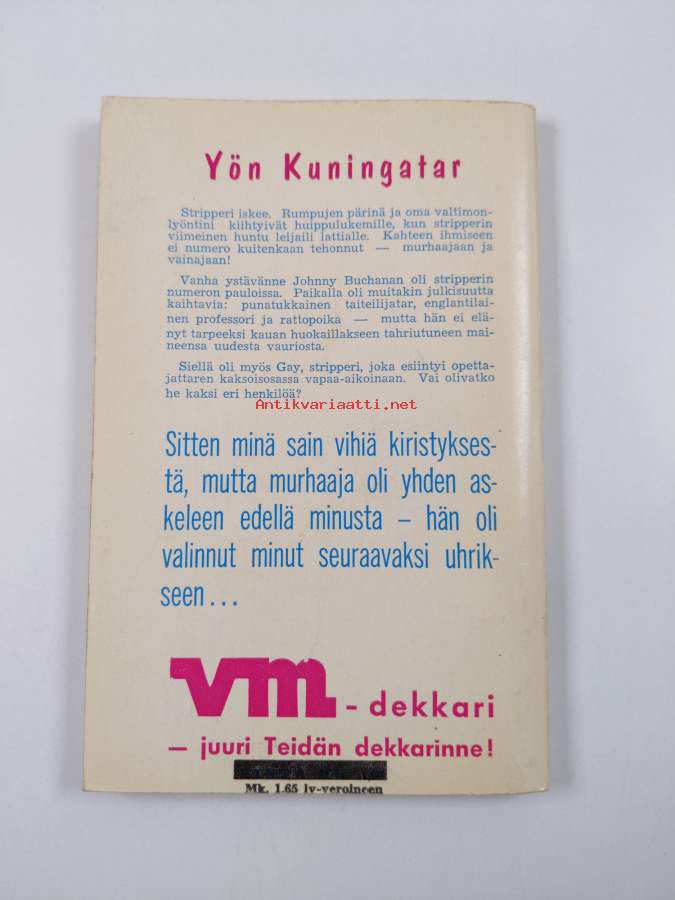 Yön Kuningatar
Stripperi iskee. Rumpujen pärinä ja oma valtimon-
lyöntini kiihtyivät huippulukemille, kun stripperin
viimeinen huntu leijaili lattialle. Kahteen ihmiseen
ei numero kuitenkaan tehonnut — murhaajaan ja
vainajaan!
Vanha ystävänne Johnny Buchanan oli stripperin
numeron pauloissa. Paikalla oli muitakin julkisuutta
kaihtavia: punatukkainen taiteilijatar, englantilai-
nen professori ja rattopoika — mutta hän ei elä-
nyt tarpeeksi kauan huokaillakseen tahriutuneen mai-
neensa uudesta vauriosta.
Siellä oli myös Gay, stripperi, joka esiintyi opetta-
jattaren kaksoisosassa vapaa-aikoinaan. Vai olivatko
he kaksi eri henkilöä?
Antikvariaatti.net
Sitten minä sain vihiä kiristykses-
tä, mutta murhaaja oli yhden as-
keleen edellä minusta – hän oli
valinnut minut seuraavaksi uhrik-
seen...
vm - dekkari
— juuri Teidän dekkarinne!
Mk. 1.65 lv-veroineen